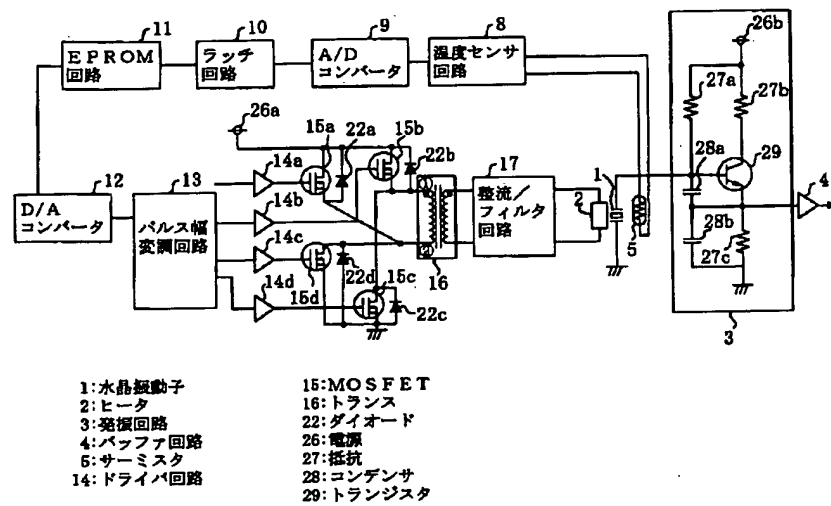 11
10
9
8
EPROM
回路
ラッチ
回路
A/D
コンバータ
温度センサ
回路
26b
26a
15a
22a
15b
22b
27a
27b
28a
29
12
13
14a
14b
14c
14d
17
1
4
D/A
コンバータ
パルス幅
変調回路
①
②
整流/
フィルタ
回路
2
5
28b
27c
15d
22d
15c
22c
16
3
1:水晶振動子
2:ヒータ
3:発振回路
4:バッファ回路
5:サーミスタ
14:ドライバ回路
15:MOSFET
16:トランス
22:ダイオード
26:電源
27:抵抗
28:コンデンサ
29:トランジスタ